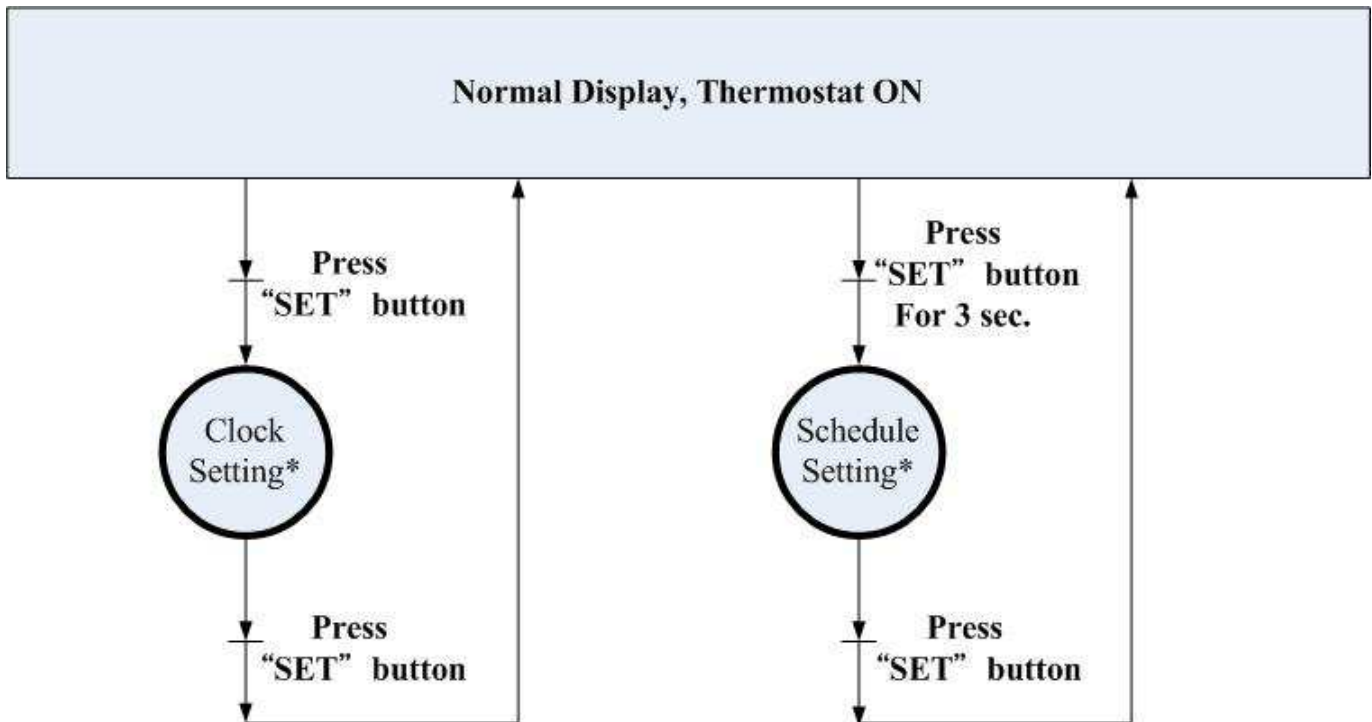 Normal Display, Thermostat ON
Press
“SET” button
Press
“SET” button
For 3 sec.
Clock
Setting*
Schedule
Setting*
Press
“SET” button
Press
“SET” button